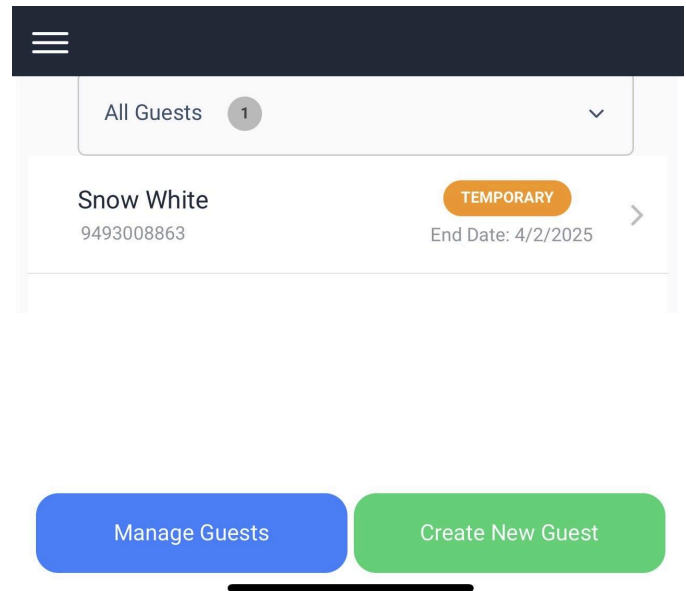 All Guests 1
Snow White TEMPORARY
9493008863 End Date: 4/2/2025
Manage Guests Create New Guest